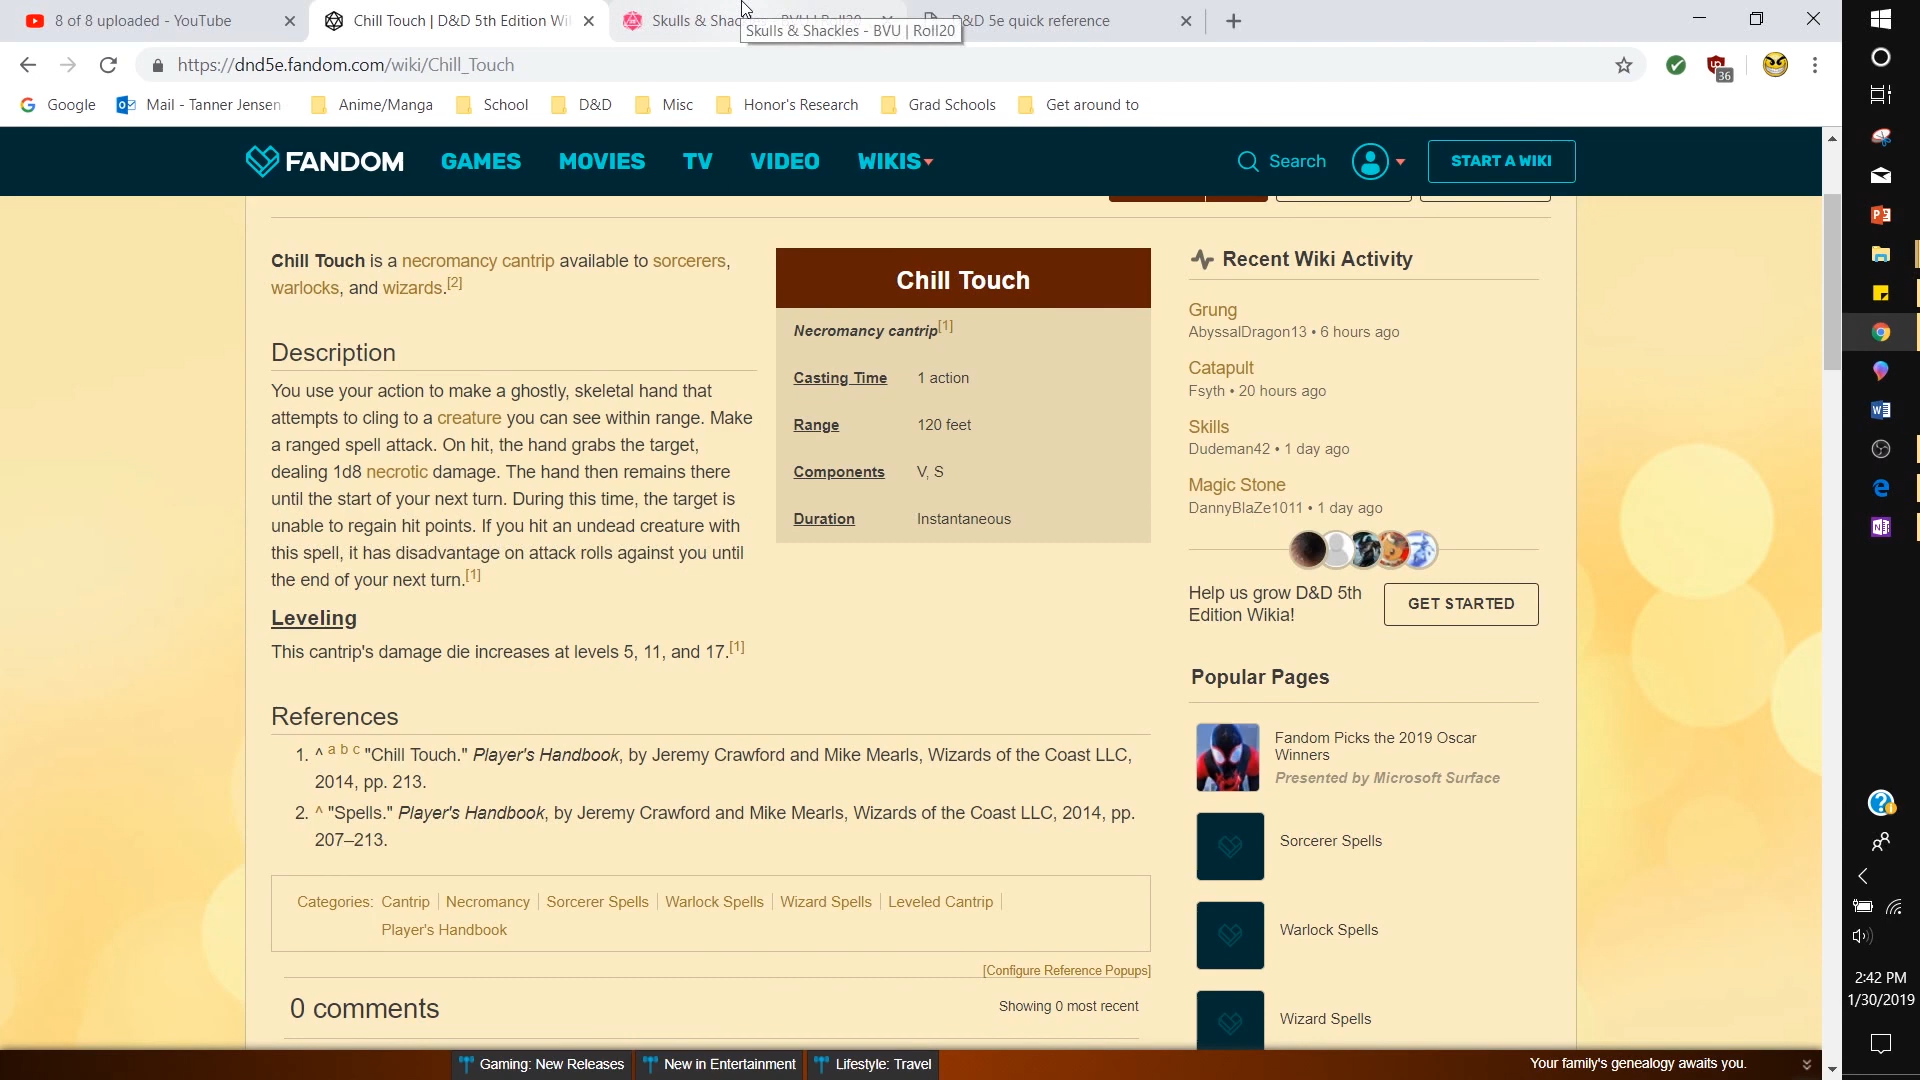 8 of 8 uploaded - YouTube
Chill Touch | D&D 5th Edition Wi
Skulls & Shac
D&D 5e quick reference
Skulls & Shackles - BVU | Roll20
https://dnd5e.fandom.com/wiki/Chill_Touch
36
Google
Mail - Tanner Jensen
Anime/Manga
School
D&D
Misc
Honor's Research
Grad Schools
Get around to
FANDOM
GAMES
MOVIES
TV
VIDEO
WIKIS
Search
START A WIKI
Chill Touch is a necromancy cantrip available to sorcerers,
warlocks, and wizards.[2]
Description
You use your action to make a ghostly, skeletal hand that
attempts to cling to a creature you can see within range. Make
a ranged spell attack. On hit, the hand grabs the target,
dealing 1d8 necrotic damage. The hand then remains there
until the start of your next turn. During this time, the target is
unable to regain hit points. If you hit an undead creature with
this spell, it has disadvantage on attack rolls against you until
the end of your next turn.[1]
Leveling
This cantrip's damage die increases at levels 5, 11, and 17.[1]
Chill Touch
Necromancy cantrip[1]
Casting Time 1 action
Range 120 feet
Components V, S
Duration Instantaneous
References
1. ^ a b c "Chill Touch." Player's Handbook, by Jeremy Crawford and Mike Mearls, Wizards of the Coast LLC,
2014, pp. 213.
2. ^ "Spells." Player's Handbook, by Jeremy Crawford and Mike Mearls, Wizards of the Coast LLC, 2014, pp.
207–213.
Categories: Cantrip | Necromancy | Sorcerer Spells | Warlock Spells | Wizard Spells | Leveled Cantrip |
Player's Handbook
[Configure Reference Popups]
0 comments
Showing 0 most recent
Recent Wiki Activity
Grung
AbyssalDragon13 • 6 hours ago
Catapult
Fsyth • 20 hours ago
Skills
Dudeman42 • 1 day ago
Magic Stone
DannyBlaZe1011 • 1 day ago
Help us grow D&D 5th
Edition Wikia!
GET STARTED
Popular Pages
Fandom Picks the 2019 Oscar
Winners
Presented by Microsoft Surface
Sorcerer Spells
Warlock Spells
Wizard Spells
Gaming: New Releases
New in Entertainment
Lifestyle: Travel
Your family's genealogy awaits you.
2:42 PM
1/30/2019